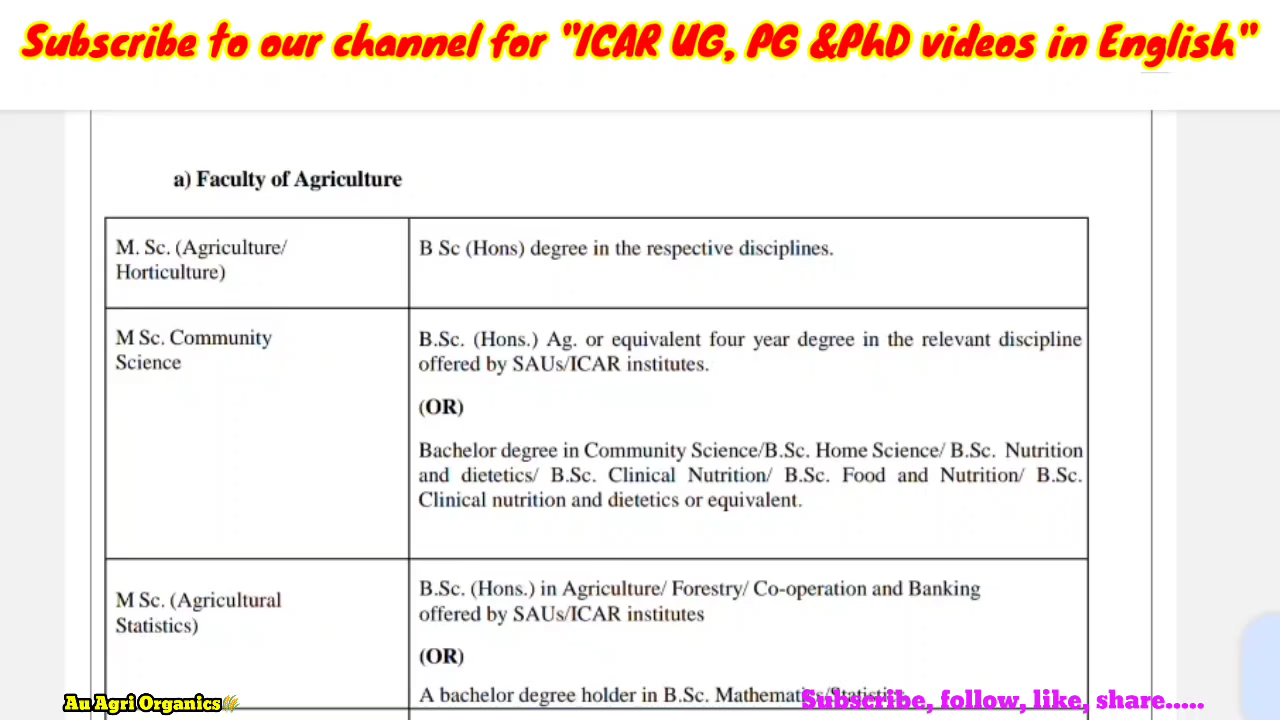 Subscribe to our channel for "ICAR UG, PG &PhD videos in English"
a) Faculty of Agriculture
M. Sc. (Agriculture/
Horticulture)
B Sc (Hons) degree in the respective disciplines.
M Sc. Community
Science
B.Sc. (Hons.) Ag. or equivalent four year degree in the relevant discipline
offered by SAUs/ICAR institutes.
(OR)
Bachelor degree in Community Science/B.Sc. Home Science/ B.Sc. Nutrition
and dietetics/ B.Sc. Clinical Nutrition/ B.Sc. Food and Nutrition/ B.Sc.
Clinical nutrition and dietetics or equivalent.
M Sc. (Agricultural
Statistics)
B.Sc. (Hons.) in Agriculture/ Forestry/ Co-operation and Banking
offered by SAUs/ICAR institutes
(OR)
A bachelor degree holder in B.Sc.
Au Agri Organics
Subscribe, follow, like, share.....